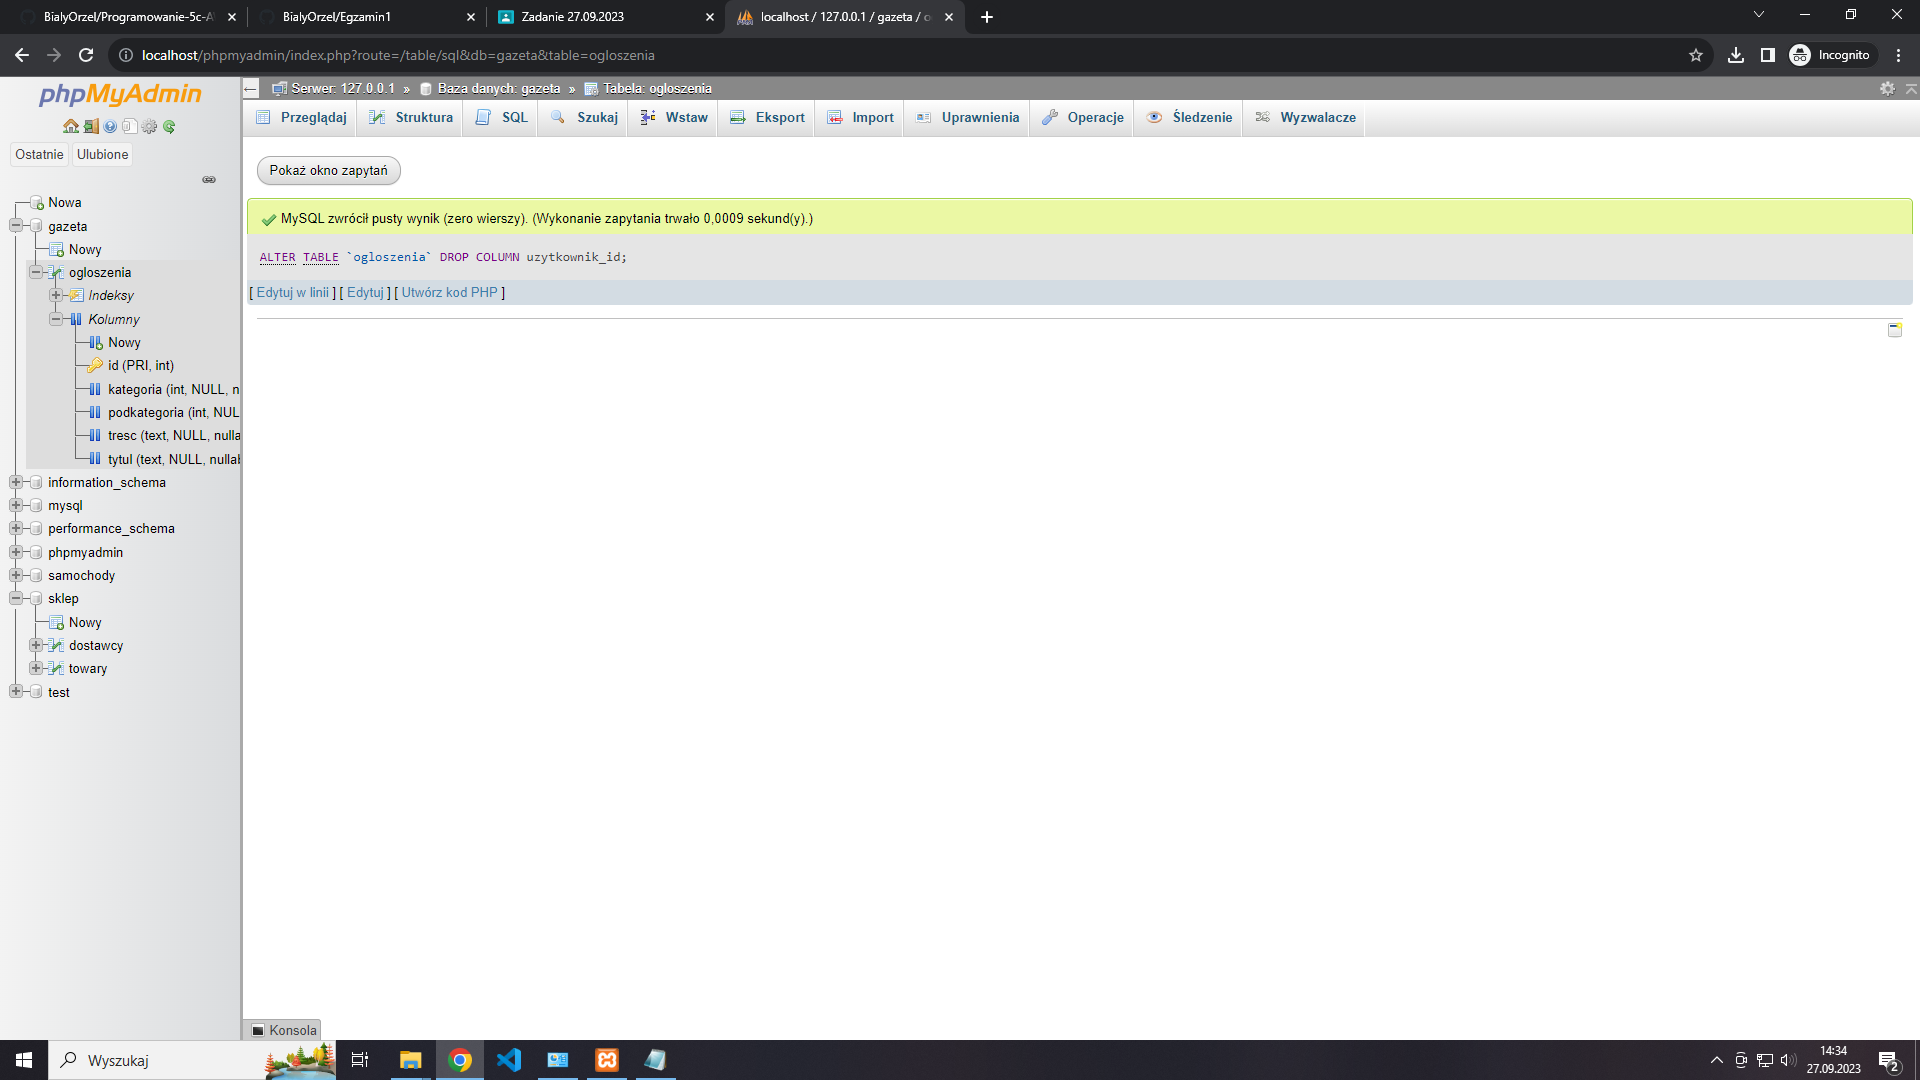 BialyOrzel/Programowanie-5c-A
BialyOrzel/Egzamin1
Zadanie 27.09.2023
localhost / 127.0.0.1 / gazeta / o
localhost/phpmyadmin/index.php?route=/table/sql&db=gazeta&table=ogloszenia
Incognito
phpMyAdmin
Ostatnie
Ulubione
Nowa
gazeta
Nowy
ogloszenia
Indeksy
Kolumny
Nowy
id (PRI, int)
kategoria (int, NULL, n
podkategoria (int, NUL
tresc (text, NULL, nulla
tytul (text, NULL, nullab
information_schema
mysql
performance_schema
phpmyadmin
samochody
sklep
Nowy
dostawcy
towary
test
Serwer: 127.0.0.1 » Baza danych: gazeta » Tabela: ogloszenia
Przeglądaj Struktura SQL Szukaj Wstaw Eksport Import Uprawnienia Operacje Śledzenie Wyzwalacze
Pokaż okno zapytań
MySQL zwrócił pusty wynik (zero wierszy). (Wykonanie zapytania trwało 0,0009 sekund(y).)
ALTER TABLE `ogloszenia` DROP COLUMN uzytkownik_id;
[ Edytuj w linii ] [ Edytuj ] [ Utwórz kod PHP ]
Konsola
Wyszukaj
14:34
27.09.2023
2